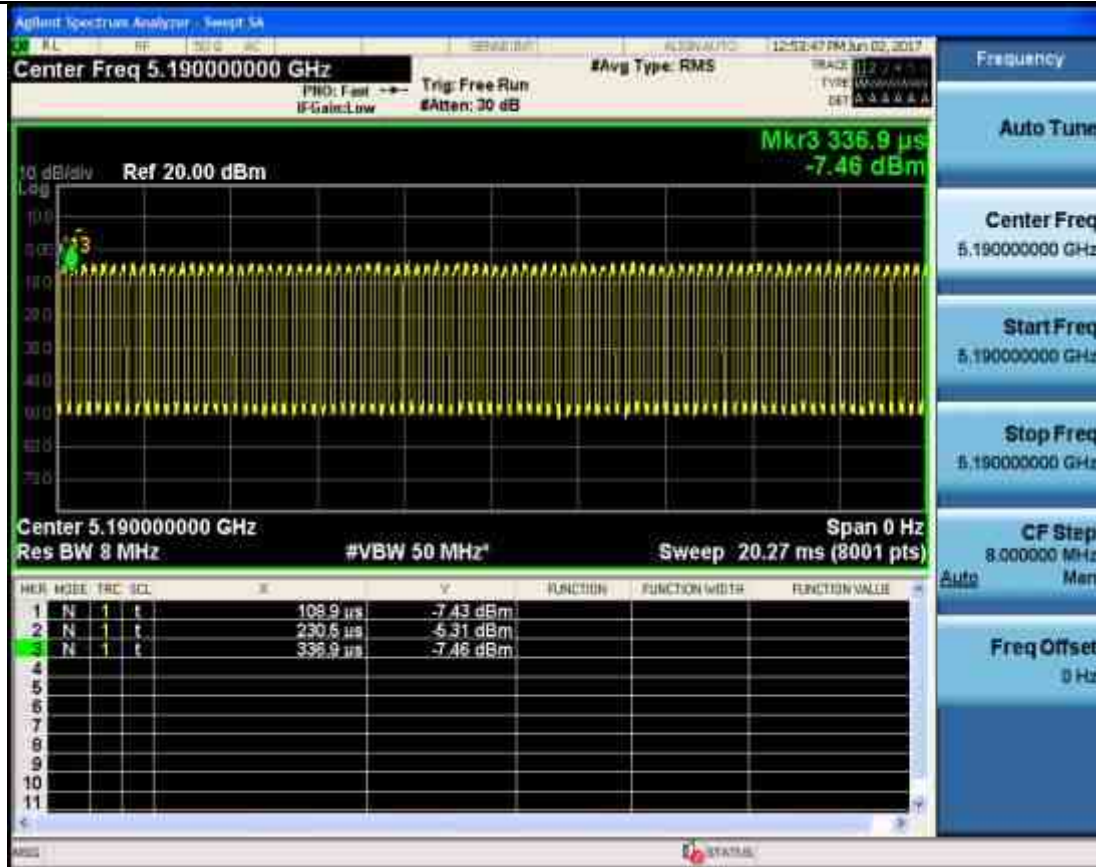 Agilent Spectrum Analyzer - Swept SA
RL RF 50 Ω AC SENSE:INT ALIGN AUTO 12:53:47 PM Jun 02, 2017
Center Freq 5.190000000 GHz
#Avg Type: RMS
TRACE
TYPE
DET
PNO: Fast
Trig: Free Run
IFGain:Low
#Atten: 30 dB
Mkr3 336.9 µs
-7.46 dBm
10 dB/div Ref 20.00 dBm
Log
Center 5.190000000 GHz
Span 0 Hz
Res BW 8 MHz
#VBW 50 MHz*
Sweep 20.27 ms (8001 pts)
MKR MODE TRC SCL X Y FUNCTION FUNCTION WIDTH FUNCTION VALUE
1 N 1 t 108.9 µs -7.43 dBm
2 N 1 t 230.5 µs
3 N 1 t 336.9 µs -7.46 dBm
4
5
6
7
8
9
10
11
MSG
STATUS
Frequency
Auto Tune
Center Freq
5.190000000 GHz
Start Freq
5.190000000 GHz
Stop Freq
5.190000000 GHz
CF Step
8.000000 MHz
Auto Man
Freq Offset
0 Hz